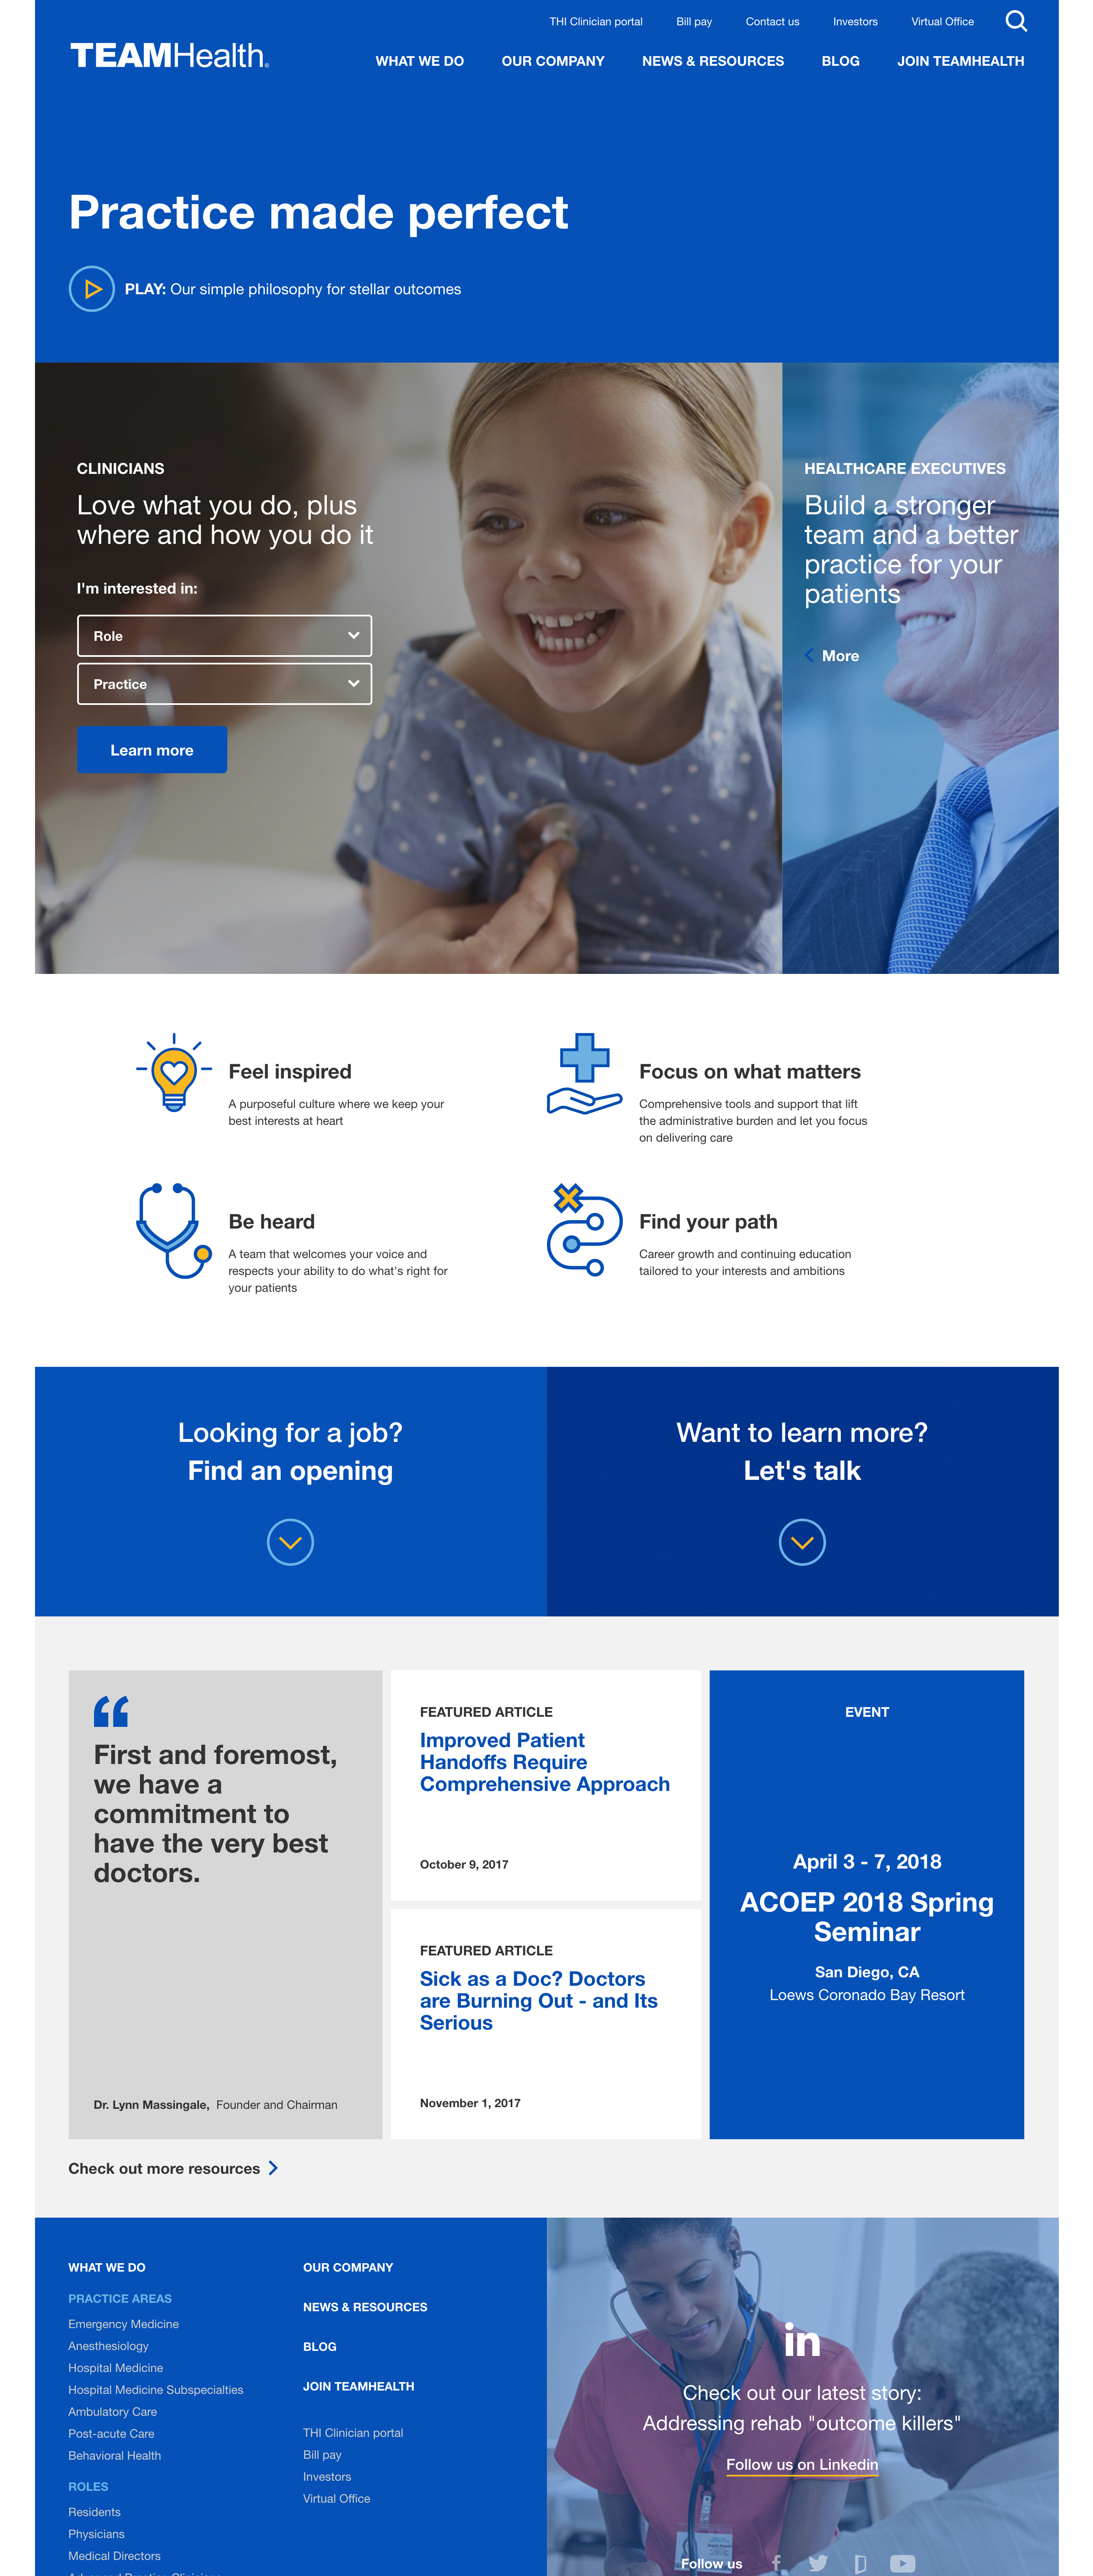 THI Clinician portal
Bill pay
Contact us
Investors
Virtual Office
TEAMHealth®
WHAT WE DO
OUR COMPANY
NEWS & RESOURCES
BLOG
JOIN TEAMHEALTH
Practice made perfect
PLAY: Our simple philosophy for stellar outcomes
CLINICIANS
Love what you do, plus
where and how you do it
I'm interested in:
Role
Practice
Learn more
HEALTHCARE EXECUTIVES
Build a stronger
team and a better
practice for your
patients
More
Feel inspired
A purposeful culture where we keep your
best interests at heart
Focus on what matters
Comprehensive tools and support that lift
the administrative burden and let you focus
on delivering care
Be heard
A team that welcomes your voice and
respects your ability to do what's right for
your patients
Find your path
Career growth and continuing education
tailored to your interests and ambitions
Looking for a job?
Find an opening
Want to learn more?
Let's talk
First and foremost,
we have a
commitment to
have the very best
doctors.
Dr. Lynn Massingale, Founder and Chairman
FEATURED ARTICLE
Improved Patient
Handoffs Require
Comprehensive Approach
October 9, 2017
FEATURED ARTICLE
Sick as a Doc? Doctors
are Burning Out - and Its
Serious
November 1, 2017
EVENT
April 3 - 7, 2018
ACOEP 2018 Spring
Seminar
San Diego, CA
Loews Coronado Bay Resort
Check out more resources
WHAT WE DO
PRACTICE AREAS
Emergency Medicine
Anesthesiology
Hospital Medicine
Hospital Medicine Subspecialties
Ambulatory Care
Post-acute Care
Behavioral Health
ROLES
Residents
Physicians
Medical Directors
OUR COMPANY
NEWS & RESOURCES
BLOG
JOIN TEAMHEALTH
THI Clinician portal
Bill pay
Investors
Virtual Office
in
Check out our latest story:
Addressing rehab "outcome killers"
Follow us on Linkedin
Follow us